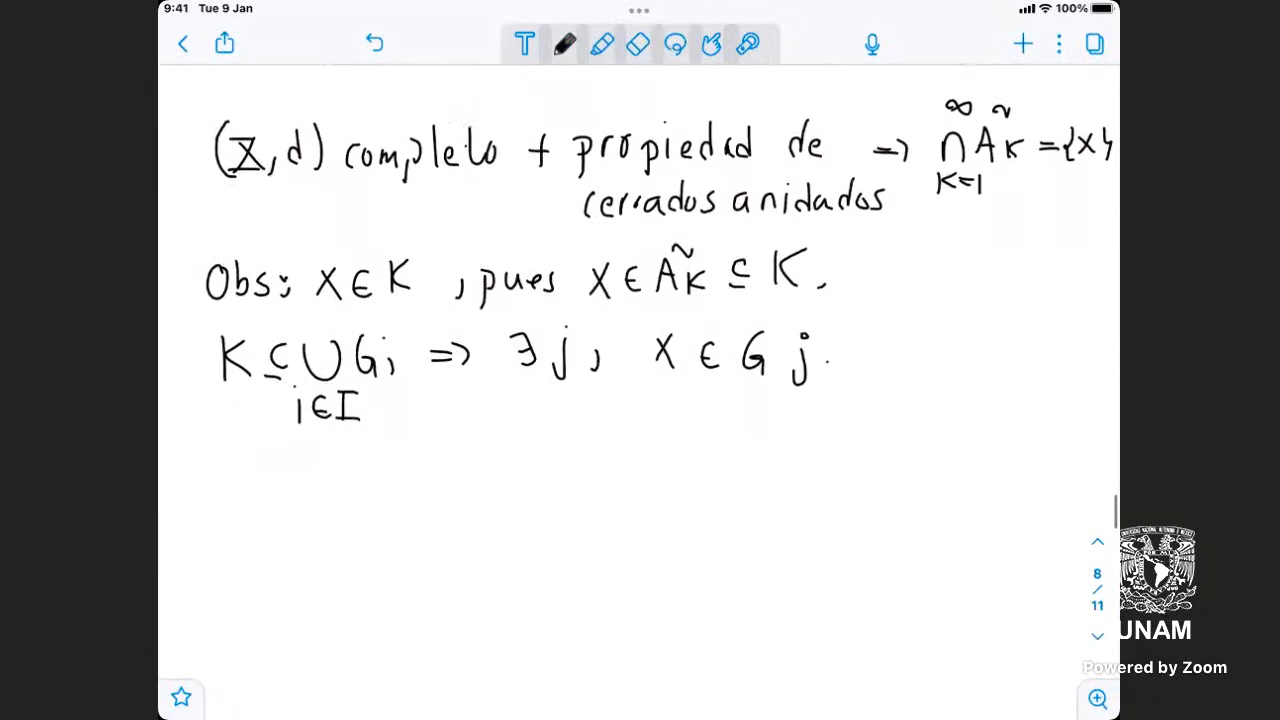 9:41 Tue 9 Jan
100%
(X, d) completo + propiedad de => ∞ ∩ K=1 Ãk = {x}
cerrados anidados
Obs: x ∈ K, pues x ∈ Ãk ⊆ K.
K ⊆ ∪ Gi => ∃ j, x ∈ G j.
i ∈ I
8
/
11
UNAM
Powered by Zoom